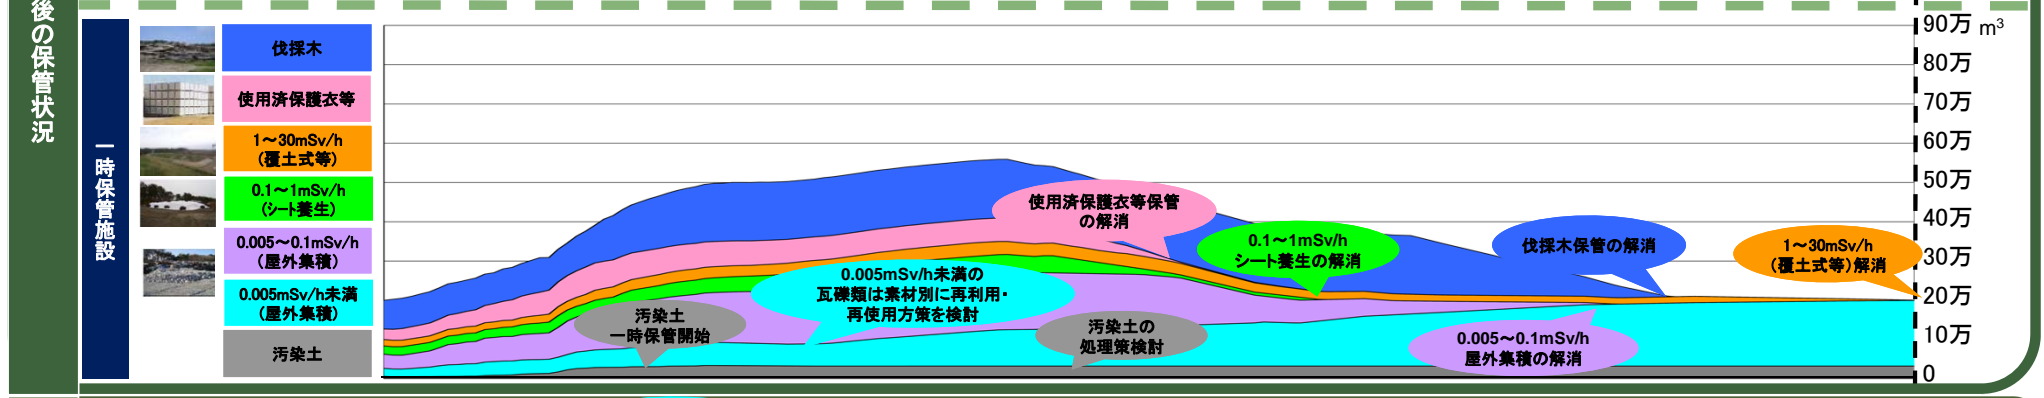 後の保管状況
一時保管施設
伐採木
使用済保護衣等
1～30mSv/h
(覆土式等)
0.1～1mSv/h
(シート養生)
0.005～0.1mSv/h
(屋外集積)
0.005mSv/h未満
(屋外集積)
汚染土
使用済保護衣等保管
の解消
0.1～1mSv/h
シート養生の解消
伐採木保管の解消
1～30mSv/h
(覆土式等)解消
0.005mSv/h未満の
瓦礫類は素材別に再利用・
再使用方策を検討
汚染土
一時保管開始
汚染土の
処理策検討
0.005～0.1mSv/h
屋外集積の解消
90万 m³
80万
70万
60万
50万
40万
30万
20万
10万
0